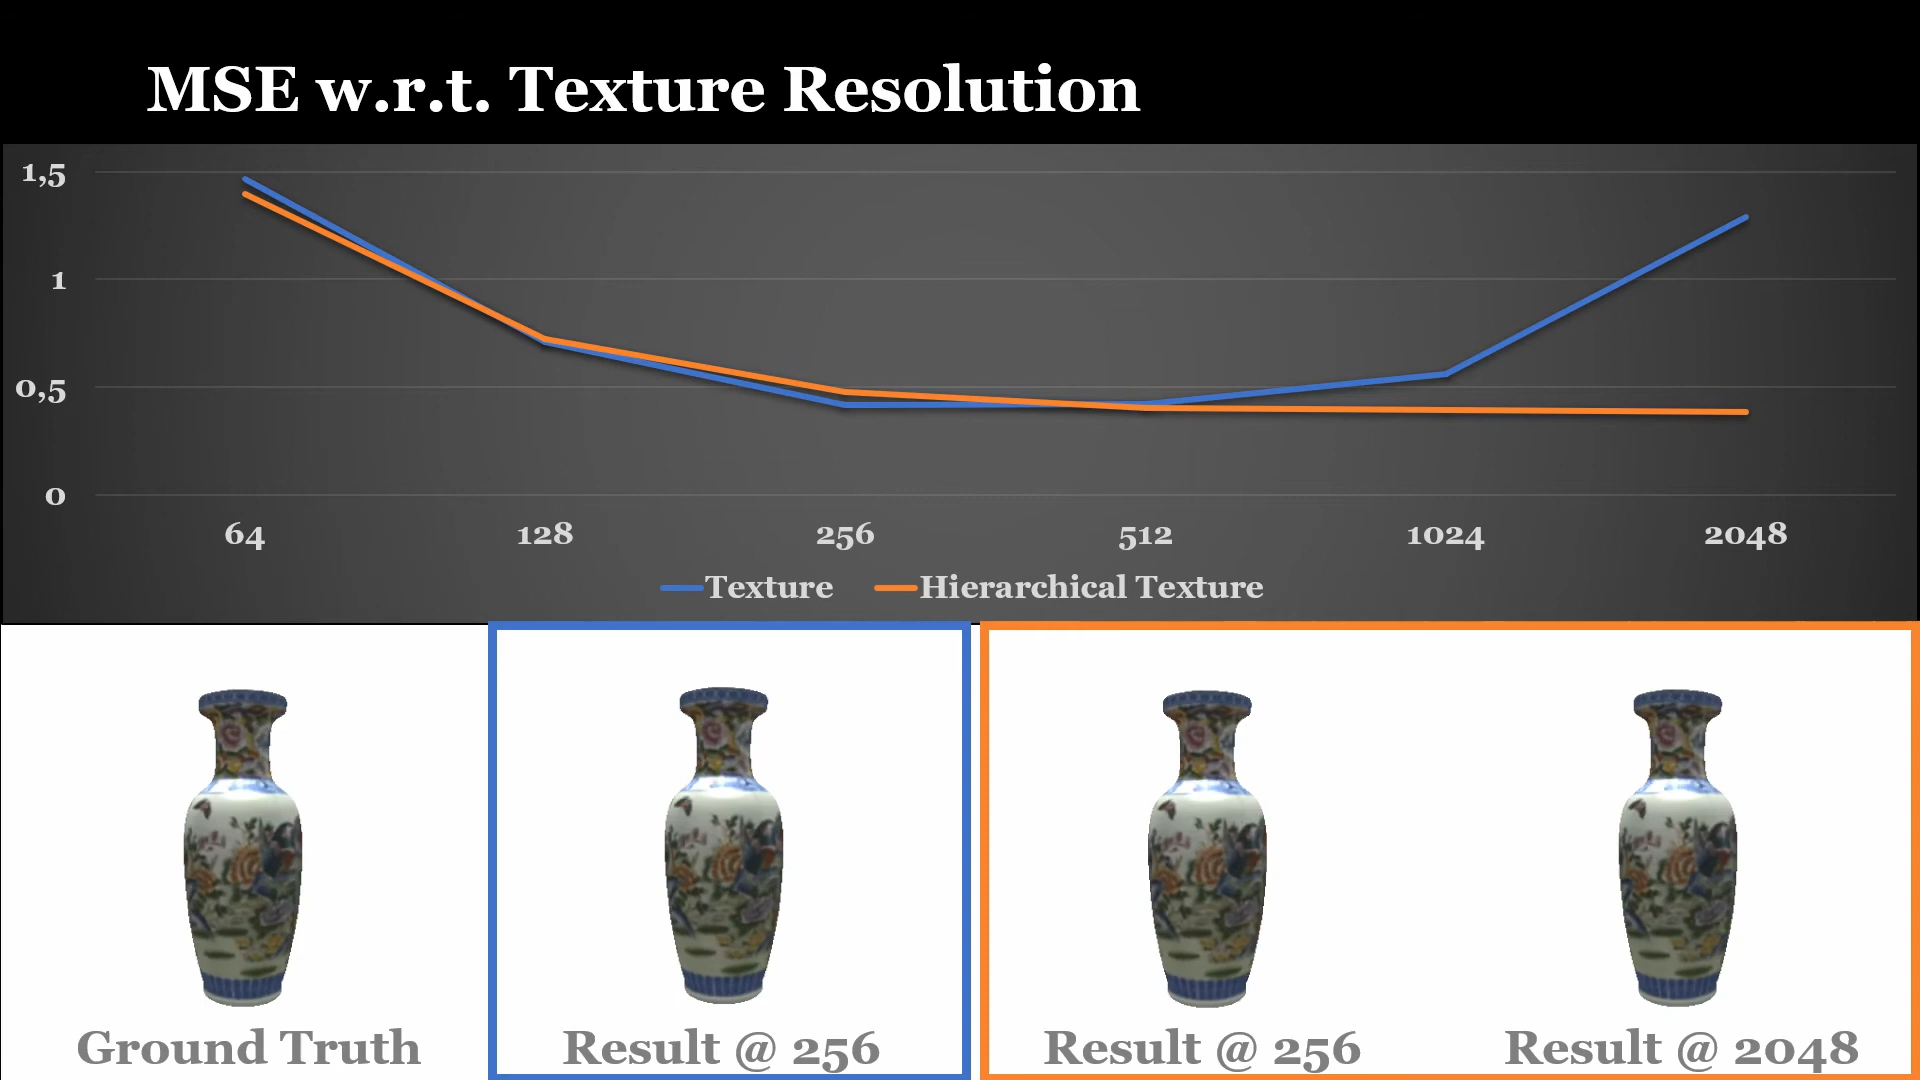 MSE w.r.t. Texture Resolution
1,5
1
0,5
0
64 128 256 512 1024 2048
Texture Hierarchical Texture
Ground Truth Result @ 256 Result @ 256 Result @ 2048